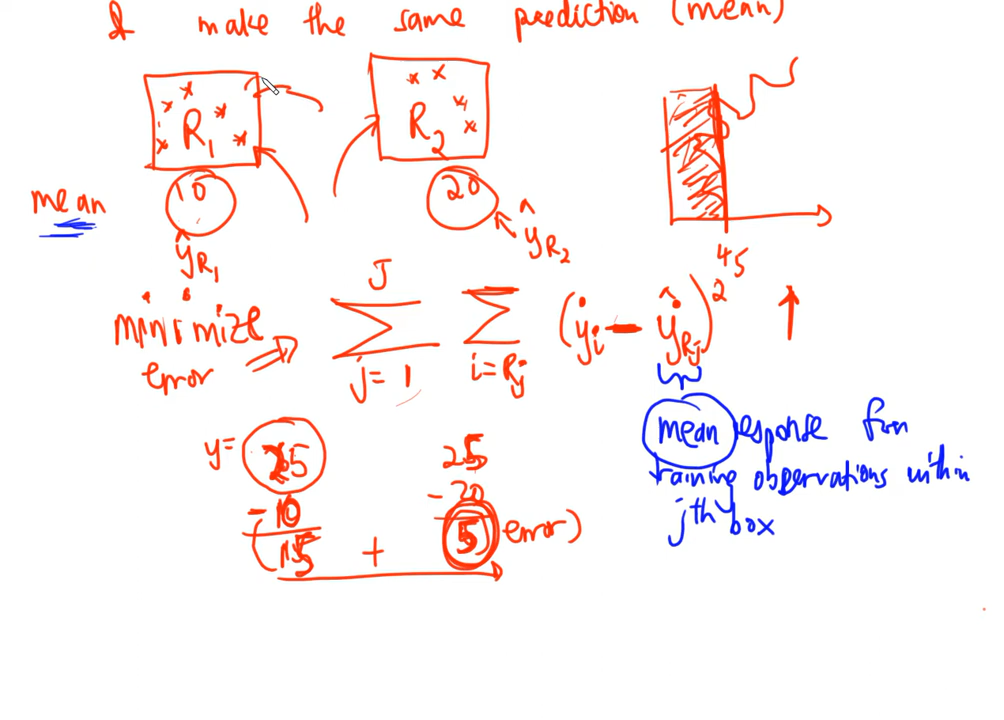 & make the same prediction (mean)
R1 R2
mean 10 20
ŷR1 ŷR2
45
minimize error ⇒ J Σ j=1 Σ i=Rj (yi − ŷRj)2 ↑
mean response from
training observations within
jth box
y= 25 25
-10 -20
(15 + 5 error)